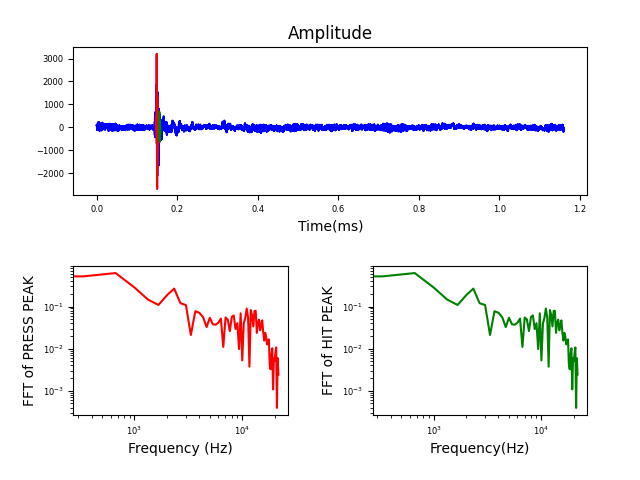 Amplitude
3000
2000
1000
0
−1000
−2000
0.0 0.2 0.4 0.6 0.8 1.0 1.2
Time(ms)
FFT of PRESS PEAK
10⁻¹
10⁻²
10⁻³
10³ 10⁴
Frequency (Hz)
FFT of HIT PEAK
10⁻¹
10⁻²
10⁻³
10³ 10⁴
Frequency(Hz)